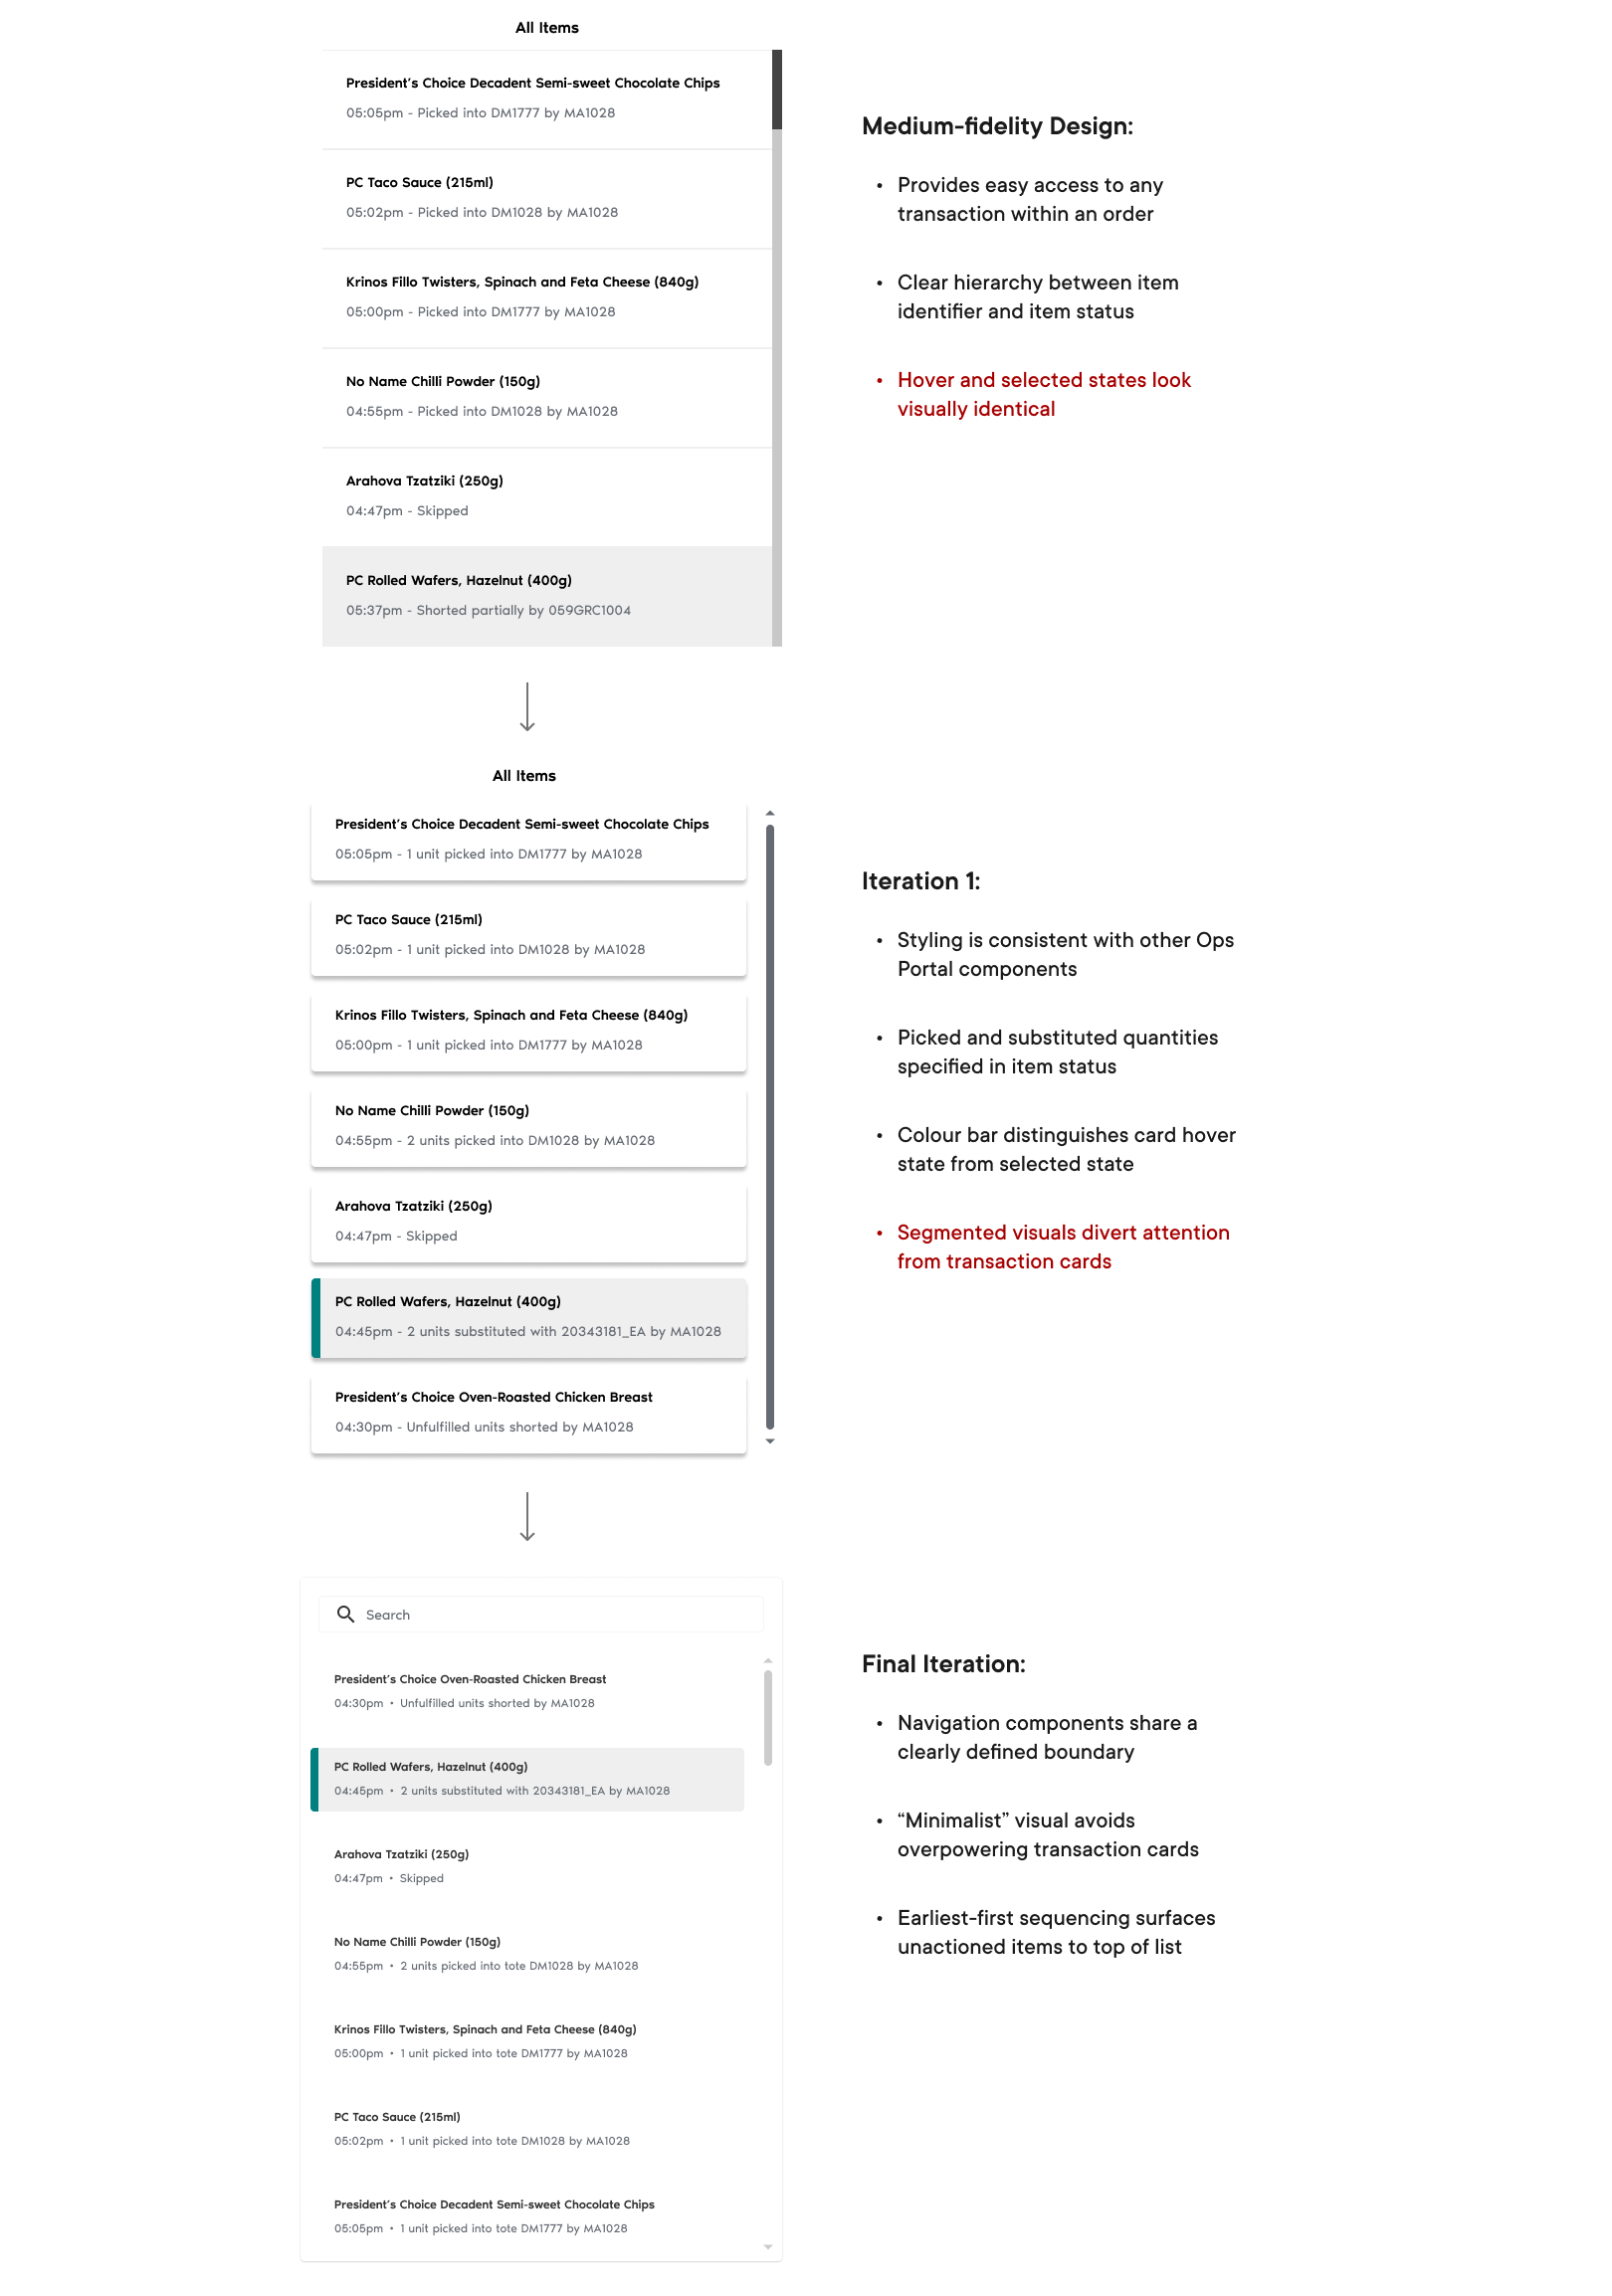 All Items
President's Choice Decadent Semi-sweet Chocolate Chips
05:05pm - Picked into DM1777 by MA1028
PC Taco Sauce (215ml)
05:02pm - Picked into DM1028 by MA1028
Krinos Fillo Twisters, Spinach and Feta Cheese (840g)
05:00pm - Picked into DM1777 by MA1028
No Name Chilli Powder (150g)
04:55pm - Picked into DM1028 by MA1028
Arahova Tzatziki (250g)
04:47pm - Skipped
PC Rolled Wafers, Hazelnut (400g)
05:37pm - Shorted partially by 059GRC1004
Medium-fidelity Design:
• Provides easy access to any
transaction within an order
• Clear hierarchy between item
identifier and item status
• Hover and selected states look
visually identical
All Items
President's Choice Decadent Semi-sweet Chocolate Chips
05:05pm - 1 unit picked into DM1777 by MA1028
PC Taco Sauce (215ml)
05:02pm - 1 unit picked into DM1028 by MA1028
Krinos Fillo Twisters, Spinach and Feta Cheese (840g)
05:00pm - 1 unit picked into DM1777 by MA1028
No Name Chilli Powder (150g)
04:55pm - 2 units picked into DM1028 by MA1028
Arahova Tzatziki (250g)
04:47pm - Skipped
PC Rolled Wafers, Hazelnut (400g)
04:45pm - 2 units substituted with 20343181_EA by MA1028
President's Choice Oven-Roasted Chicken Breast
04:30pm - Unfulfilled units shorted by MA1028
Iteration 1:
• Styling is consistent with other Ops
Portal components
• Picked and substituted quantities
specified in item status
• Colour bar distinguishes card hover
state from selected state
• Segmented visuals divert attention
from transaction cards
Search
President's Choice Oven-Roasted Chicken Breast
04:30pm • Unfulfilled units shorted by MA1028
PC Rolled Wafers, Hazelnut (400g)
04:45pm • 2 units substituted with 20343181_EA by MA1028
Arahova Tzatziki (250g)
04:47pm • Skipped
No Name Chilli Powder (150g)
04:55pm • 2 units picked into tote DM1028 by MA1028
Krinos Fillo Twisters, Spinach and Feta Cheese (840g)
05:00pm • 1 unit picked into tote DM1777 by MA1028
PC Taco Sauce (215ml)
05:02pm • 1 unit picked into tote DM1028 by MA1028
President's Choice Decadent Semi-sweet Chocolate Chips
05:05pm • 1 unit picked into tote DM1777 by MA1028
Final Iteration:
• Navigation components share a
clearly defined boundary
• “Minimalist” visual avoids
overpowering transaction cards
• Earliest-first sequencing surfaces
unactioned items to top of list